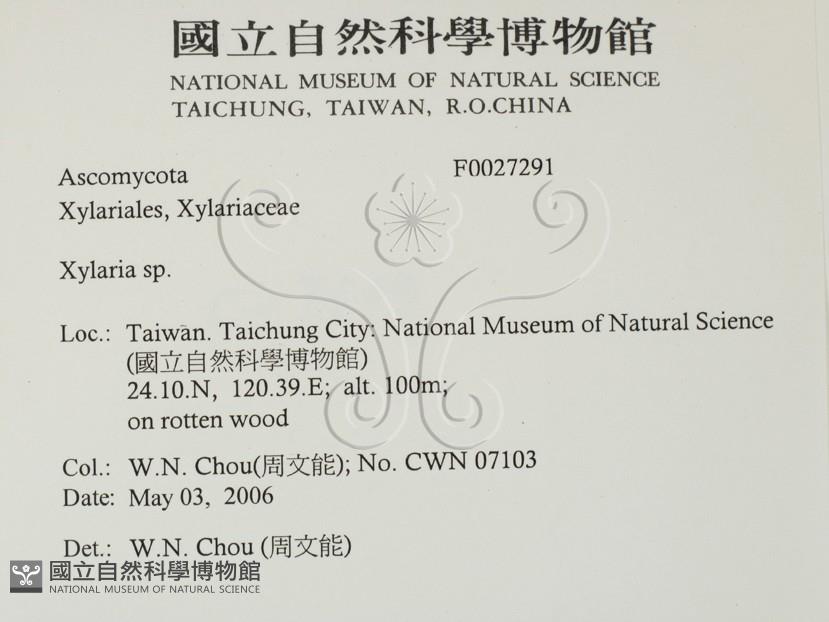 國立自然科學博物館
NATIONAL MUSEUM OF NATURAL SCIENCE
TAICHUNG, TAIWAN, R.O.CHINA
Ascomycota F0027291
Xylariales, Xylariaceae
Xylaria sp.
Loc.: Taiwan. Taichung City: National Museum of Natural Science
(國立自然科學博物館)
24.10.N, 120.39.E; alt. 100m;
on rotten wood
Col.: W.N. Chou(周文能); No. CWN 07103
Date: May 03, 2006
Det.: W.N. Chou (周文能)
國立自然科學博物館
NATIONAL MUSEUM OF NATURAL SCIENCE